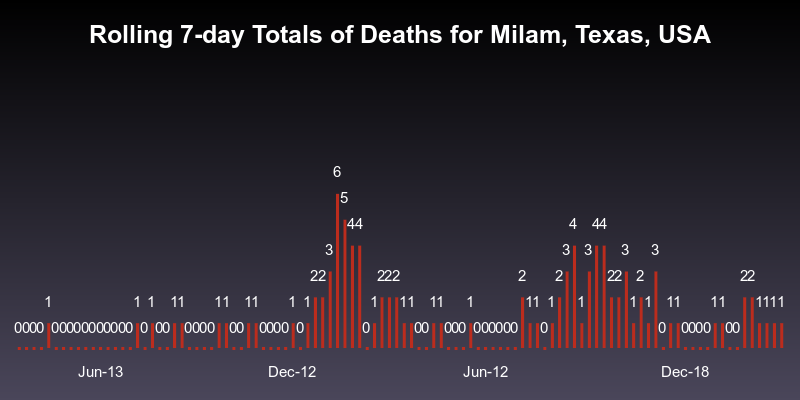 Rolling 7-day Totals of Deaths for Milam, Texas, USA
6
5
44 4 44
3 3 3 3 3
22 222 2 2 22 2 22
1 1 1 11 11 11 1 1 1 11 11 1 11 1 1 1 1 11 11 1111
0000 00000000000 0 00 0000 00 0000 0 0 00 000 000000 0 0 0000 00
Jun-13 Dec-12 Jun-12 Dec-18